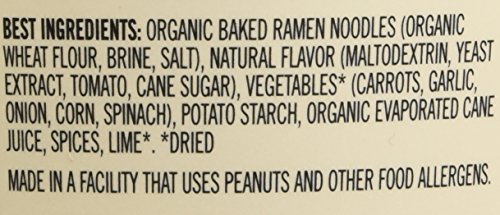 BEST INGREDIENTS: ORGANIC BAKED RAMEN NOODLES (ORGANIC
WHEAT FLOUR, BRINE, SALT), NATURAL FLAVOR (MALTODEXTRIN, YEAST
EXTRACT, TOMATO, CANE SUGAR), VEGETABLES* (CARROTS, GARLIC,
ONION, CORN, SPINACH), POTATO STARCH, ORGANIC EVAPORATED CANE
JUICE, SPICES, LIME*. *DRIED
MADE IN A FACILITY THAT USES PEANUTS AND OTHER FOOD ALLERGENS.